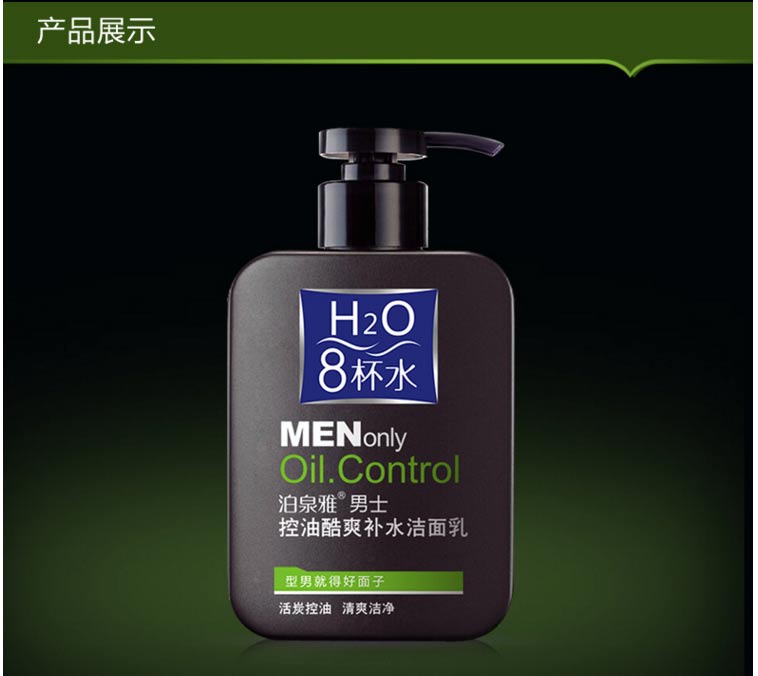 产品展示
H2O
8杯水
MENonly
Oil.Control
泊泉雅®男士
控油酷爽补水洁面乳
型男就得好面子
活炭控油 清爽洁净